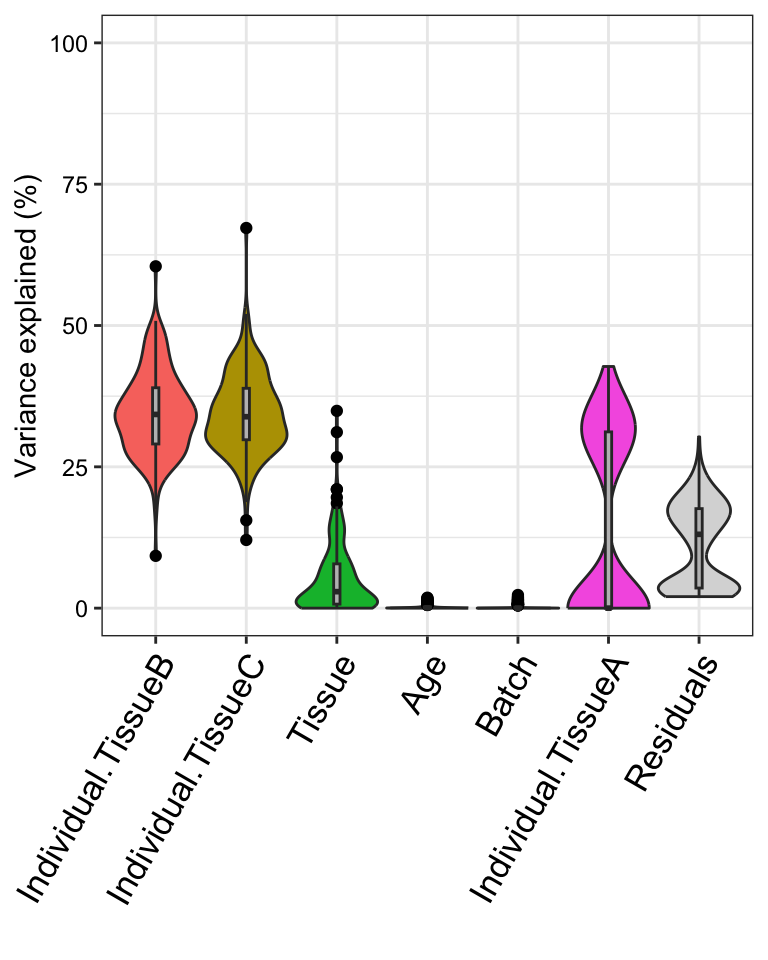 Variance explained (%)
100
75
50
25
0
Individual.TissueB
Individual.TissueC
Tissue
Age
Batch
Individual.TissueA
Residuals